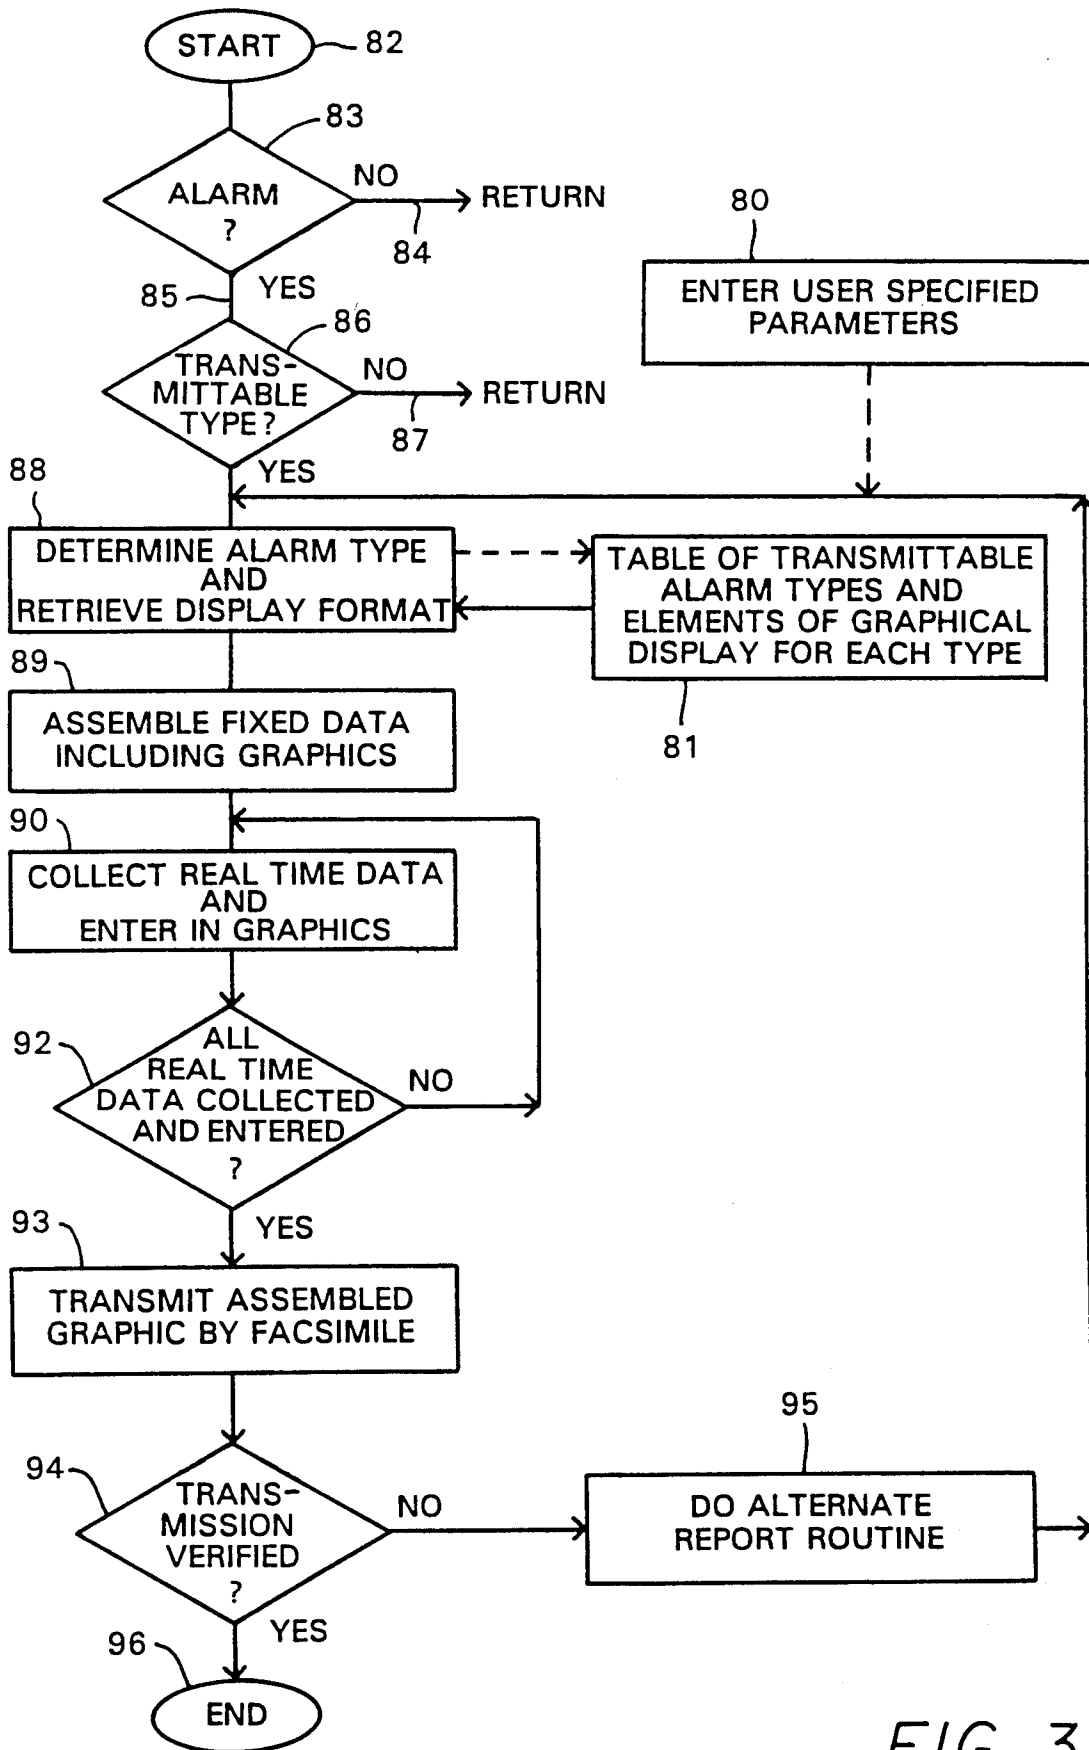 START
82
83
ALARM
?
NO
RETURN
84
85
YES
80
ENTER USER SPECIFIED
PARAMETERS
86
TRANS-
MITTABLE
TYPE?
NO
RETURN
87
YES
88
DETERMINE ALARM TYPE
AND
RETRIEVE DISPLAY FORMAT
TABLE OF TRANSMITTABLE
ALARM TYPES AND
ELEMENTS OF GRAPHICAL
DISPLAY FOR EACH TYPE
81
89
ASSEMBLE FIXED DATA
INCLUDING GRAPHICS
90
COLLECT REAL TIME DATA
AND
ENTER IN GRAPHICS
92
ALL
REAL TIME
DATA COLLECTED
AND ENTERED
?
NO
YES
93
TRANSMIT ASSEMBLED
GRAPHIC BY FACSIMILE
94
TRANS-
MISSION
VERIFIED
?
NO
95
DO ALTERNATE
REPORT ROUTINE
YES
96
END
FIG. 3